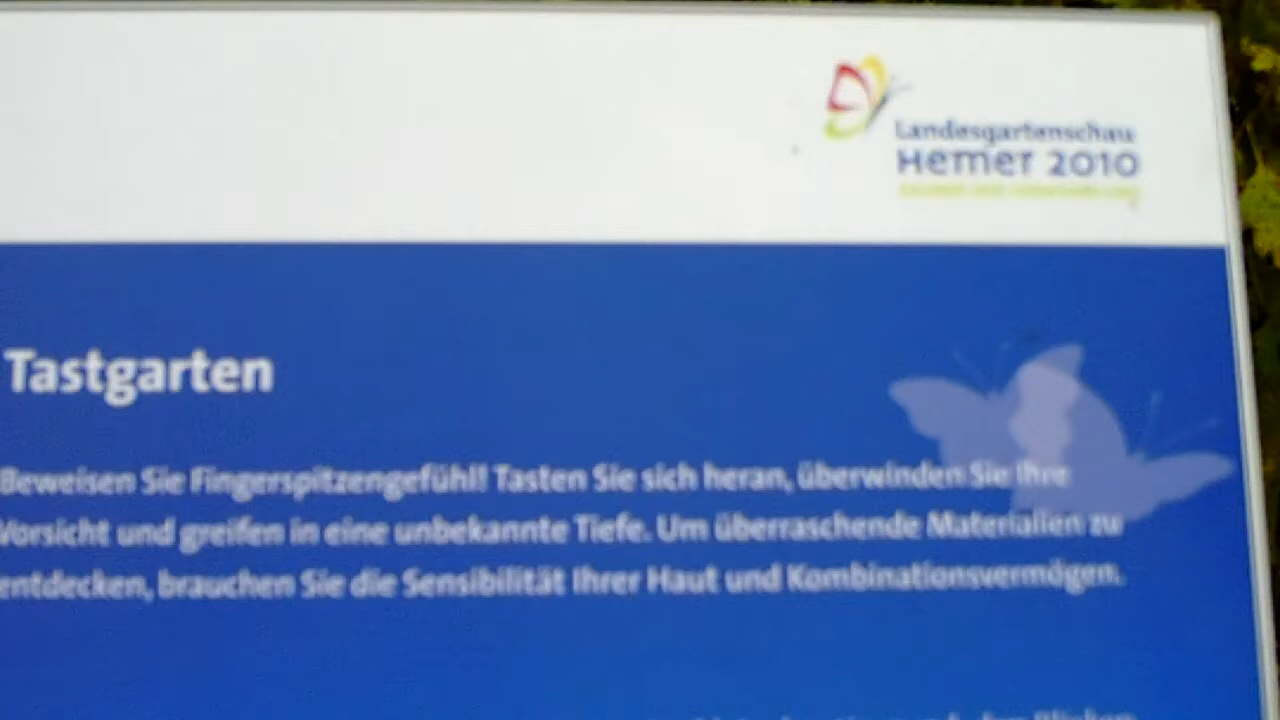 Landesgartenschau
Hemer 2010
Tastgarten
Beweisen Sie Fingerspitzengefühl! Tasten Sie sich heran, überwinden Sie Ihre
Vorsicht und greifen in eine unbekannte Tiefe. Um überraschende Materialien zu
entdecken, brauchen Sie die Sensibilität Ihrer Haut und Kombinationsvermögen.